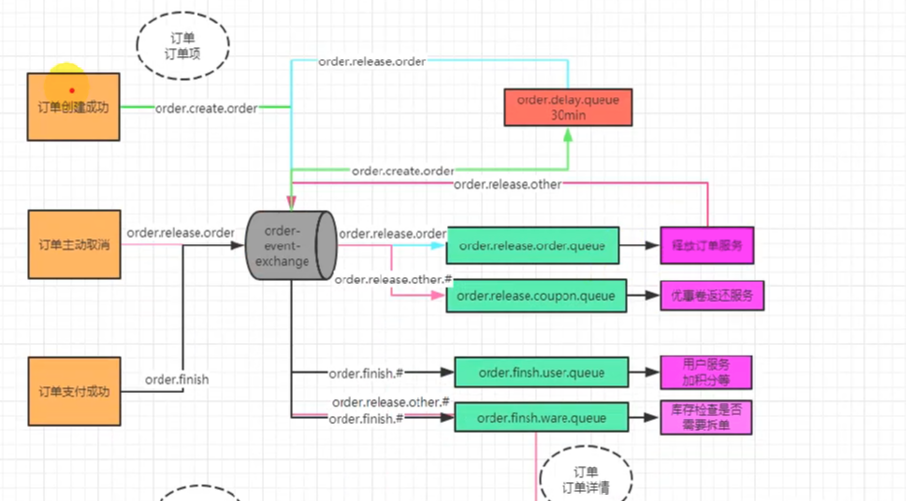 订单
订单项
order.release.order
order.delay.queue
30min
订单创建成功
order.create.order
order.create.order
order.release.other
订单主动取消
order.release.order
order-
event-
exchange
order.release.order
order.release.order.queue
释放订单服务
order.release.other.#
order.release.coupon.queue
优惠卷返还服务
订单支付成功
order.finish
order.finish.#
order.finsh.user.queue
用户服务
加积分等
order.release.other.#
order.finish.#
order.finsh.ware.queue
库存检查是否
需要拆单
订单
订单详情